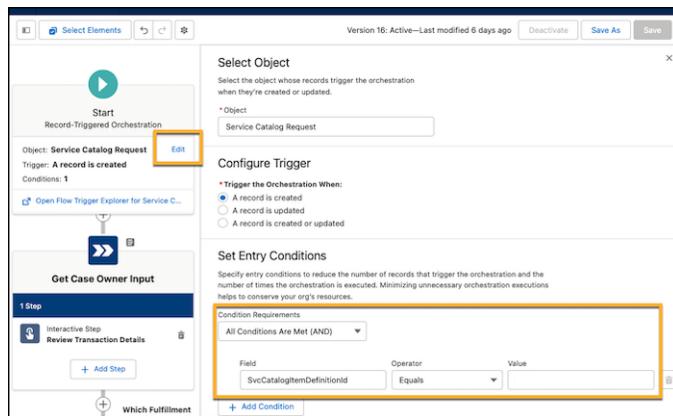 Select Elements
Version 16: Active—Last modified 6 days ago
Deactivate
Save As
Save
Start
Record-Triggered Orchestration
Object: Service Catalog Request
Edit
Trigger: A record is created
Conditions: 1
Open Flow Trigger Explorer for Service C...
Get Case Owner Input
1 Step
Interactive Step
Review Transaction Details
+ Add Step
Which Fulfillment
Select Object
Select the object whose records trigger the orchestration
when they're created or updated.
* Object
Service Catalog Request
Configure Trigger
* Trigger the Orchestration When:
A record is created
A record is updated
A record is created or updated
Set Entry Conditions
Specify entry conditions to reduce the number of records that trigger the orchestration and the
number of times the orchestration is executed. Minimizing unnecessary orchestration executions
helps to conserve your org's resources.
Condition Requirements
All Conditions Are Met (AND)
Field
Operator
Value
SvcCatalogItemDefinitionId
Equals
+ Add Condition